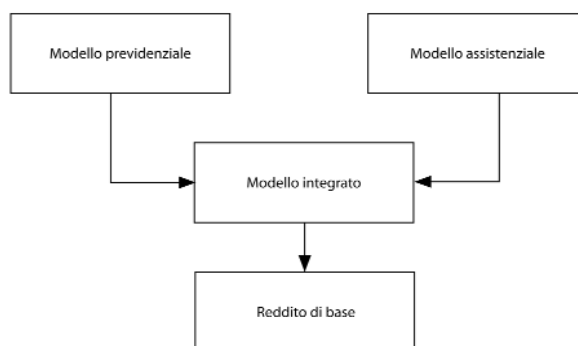 Modello previdenziale
Modello assistenziale
Modello integrato
Reddito di base